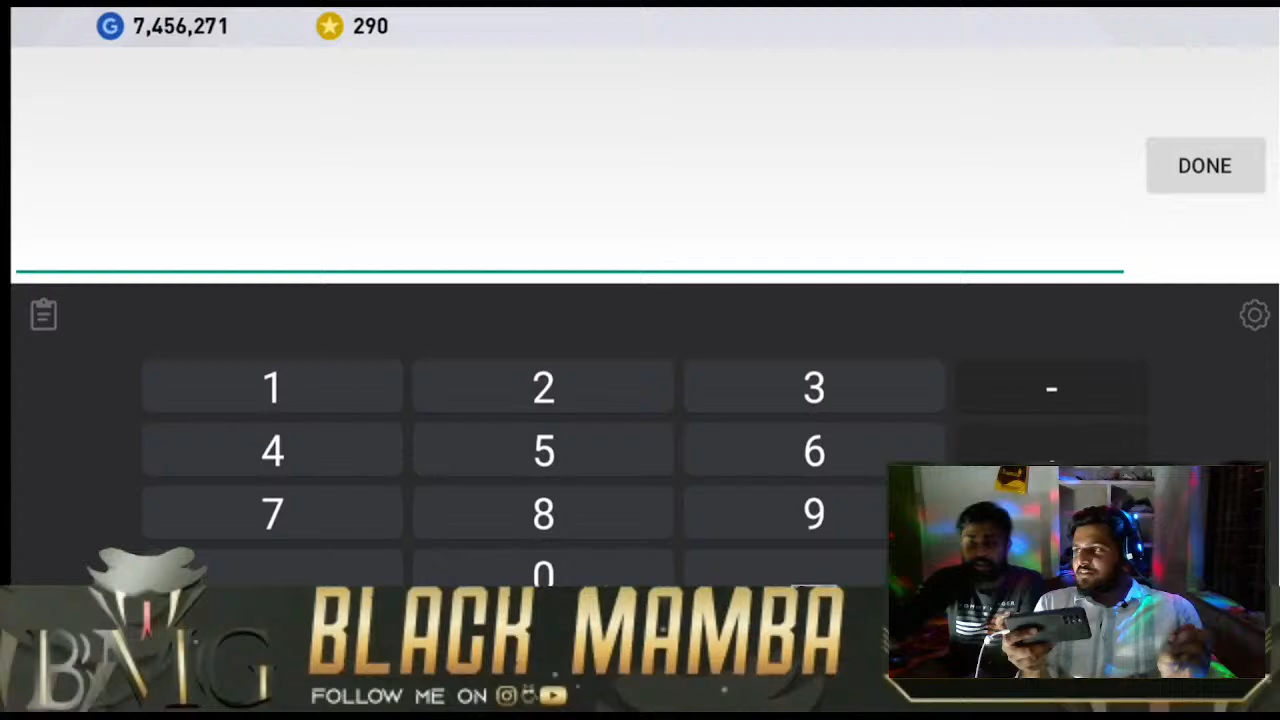 G 7,456,271 290
DONE
1 2 3 -
4 5 6
7 8 9
0
BMG
BLACK MAMBA
FOLLOW ME ON